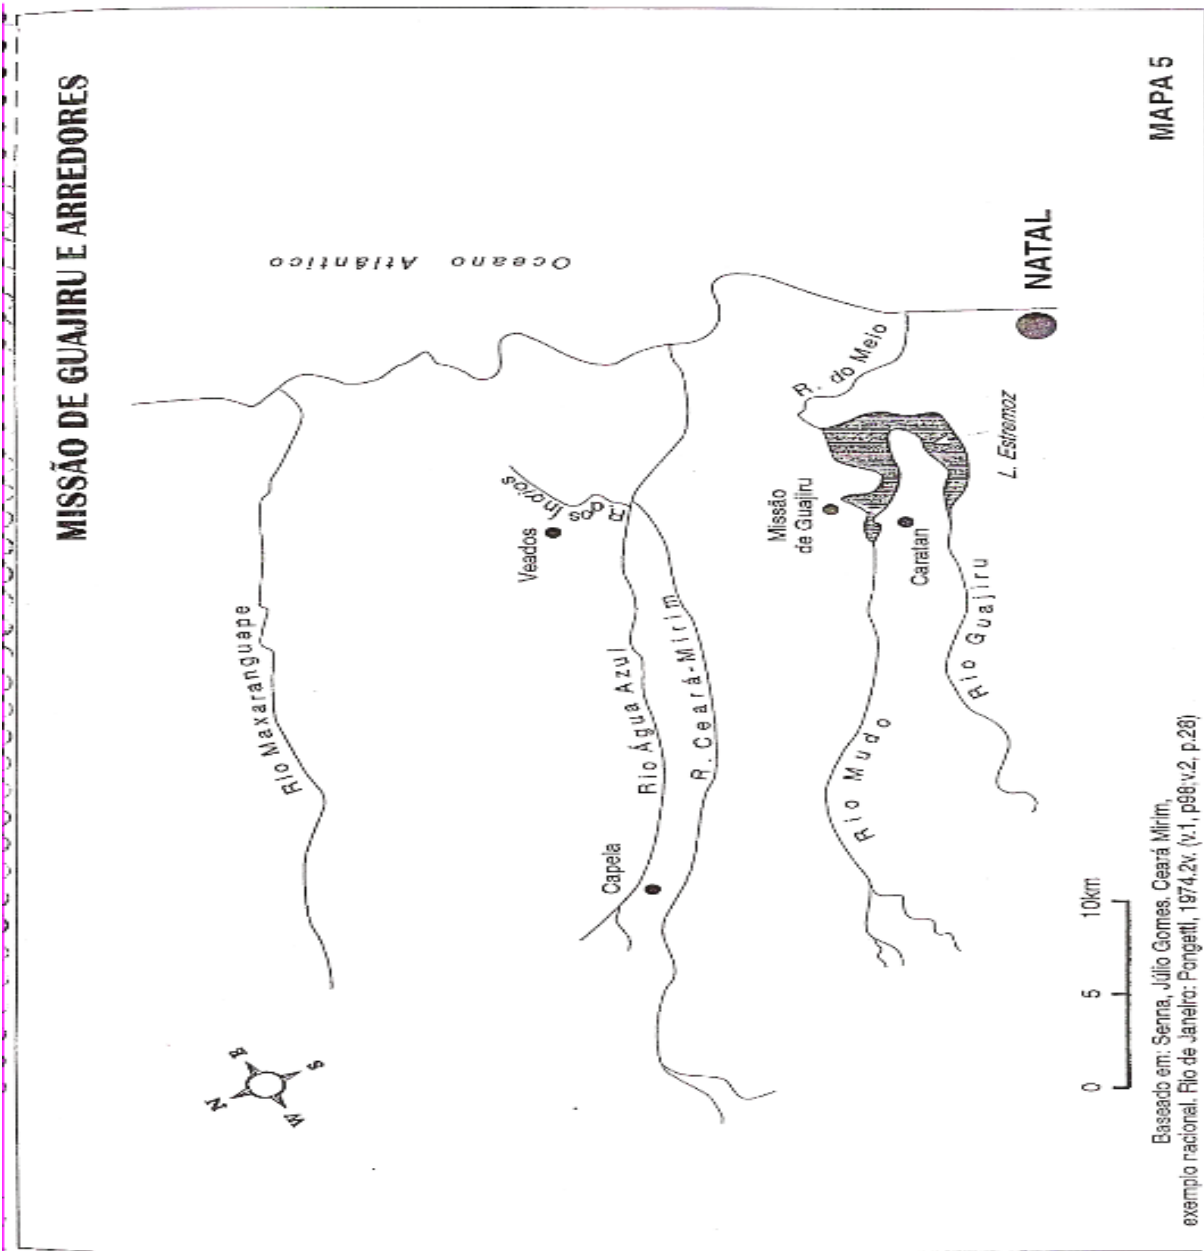 MISSÃO DE GUAJIRU E ARREDORES
Oceano Atlântico
Rio Maxaranguape
R. dos Índios
Veados
Rio Água Azul
R. Ceará-Mirim
Capela
Missão
de Guajiru
Caratan
R. do Meio
L. Estremoz
NATAL
Rio Mudo
Rio Guajiru
N
E
S
W
0 5 10km
MAPA 5
Baseado em: Senna, Júlio Gomes. Ceará Mirim,
exemplo nacional. Rio de Janeiro: Pongetti, 1974.2v. (v.1, p98;v.2, p.28)